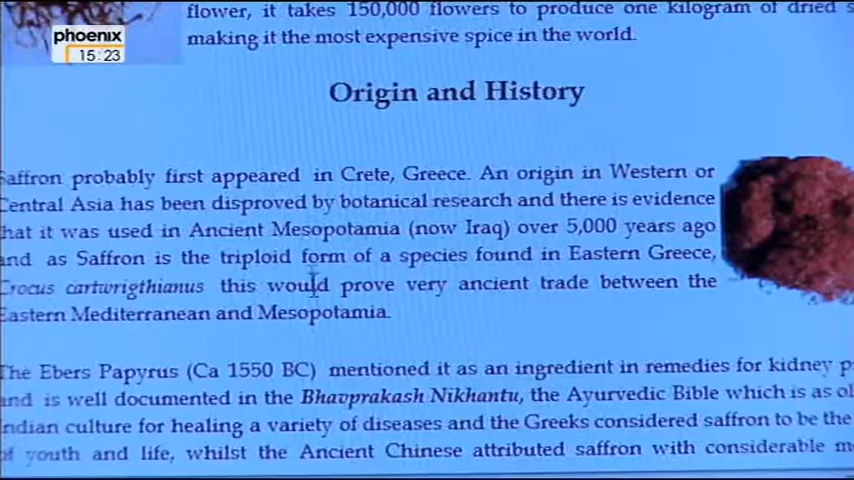 flower, it takes 150,000 flowers to produce one kilogram of dried
making it the most expensive spice in the world.
phoenix
15:23
Origin and History
Saffron probably first appeared in Crete, Greece. An origin in Western or
Central Asia has been disproved by botanical research and there is evidence
that it was used in Ancient Mesopotamia (now Iraq) over 5,000 years ago
and as Saffron is the triploid form of a species found in Eastern Greece,
Crocus cartwrigthianus this would prove very ancient trade between the
Eastern Mediterranean and Mesopotamia.
The Ebers Papyrus (Ca 1550 BC) mentioned it as an ingredient in remedies for kidney
and is well documented in the Bhavprakash Nikhantu, the Ayurvedic Bible which is as
Indian culture for healing a variety of diseases and the Greeks considered saffron to be the
of youth and life, whilst the Ancient Chinese attributed saffron with considerable